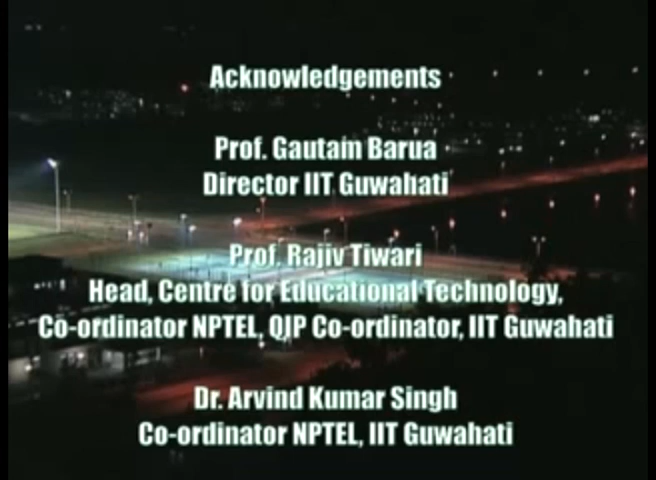 Acknowledgements
Prof. Gautam Barua
Director IIT Guwahati
Prof. Rajiv Tiwari
Head, Centre for Educational Technology,
Co-ordinator NPTEL, QIP Co-ordinator, IIT Guwahati
Dr. Arvind Kumar Singh
Co-ordinator NPTEL, IIT Guwahati